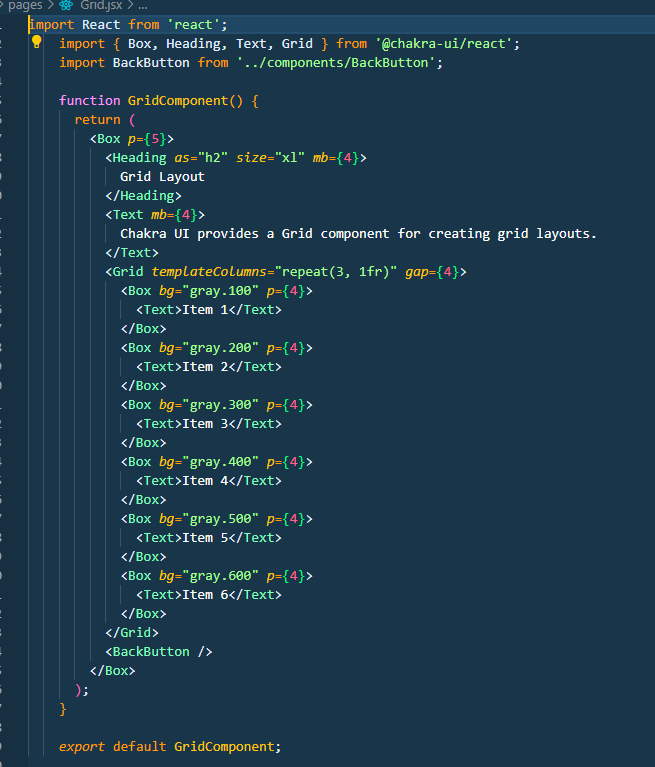 pages > Grid.jsx > ...
import React from 'react';
import { Box, Heading, Text, Grid } from '@chakra-ui/react';
import BackButton from '../components/BackButton';
function GridComponent() {
return (
<Box p={5}>
<Heading as="h2" size="xl" mb={4}>
Grid Layout
</Heading>
<Text mb={4}>
Chakra UI provides a Grid component for creating grid layouts.
</Text>
<Grid templateColumns="repeat(3, 1fr)" gap={4}>
<Box bg="gray.100" p={4}>
<Text>Item 1</Text>
</Box>
<Box bg="gray.200" p={4}>
<Text>Item 2</Text>
</Box>
<Box bg="gray.300" p={4}>
<Text>Item 3</Text>
</Box>
<Box bg="gray.400" p={4}>
<Text>Item 4</Text>
</Box>
<Box bg="gray.500" p={4}>
<Text>Item 5</Text>
</Box>
<Box bg="gray.600" p={4}>
<Text>Item 6</Text>
</Box>
</Grid>
<BackButton />
</Box>
);
}
export default GridComponent;